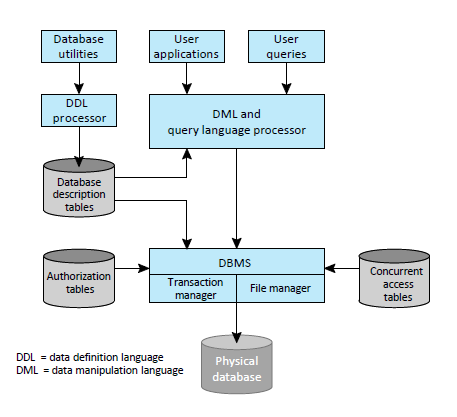 Database
utilities
User
applications
User
queries
DDL
processor
DML and
query language processor
Database
description
tables
Authorization
tables
DBMS
Transaction
manager
File manager
Concurrent
access
tables
Physical
database
DDL = data definition language
DML = data manipulation language